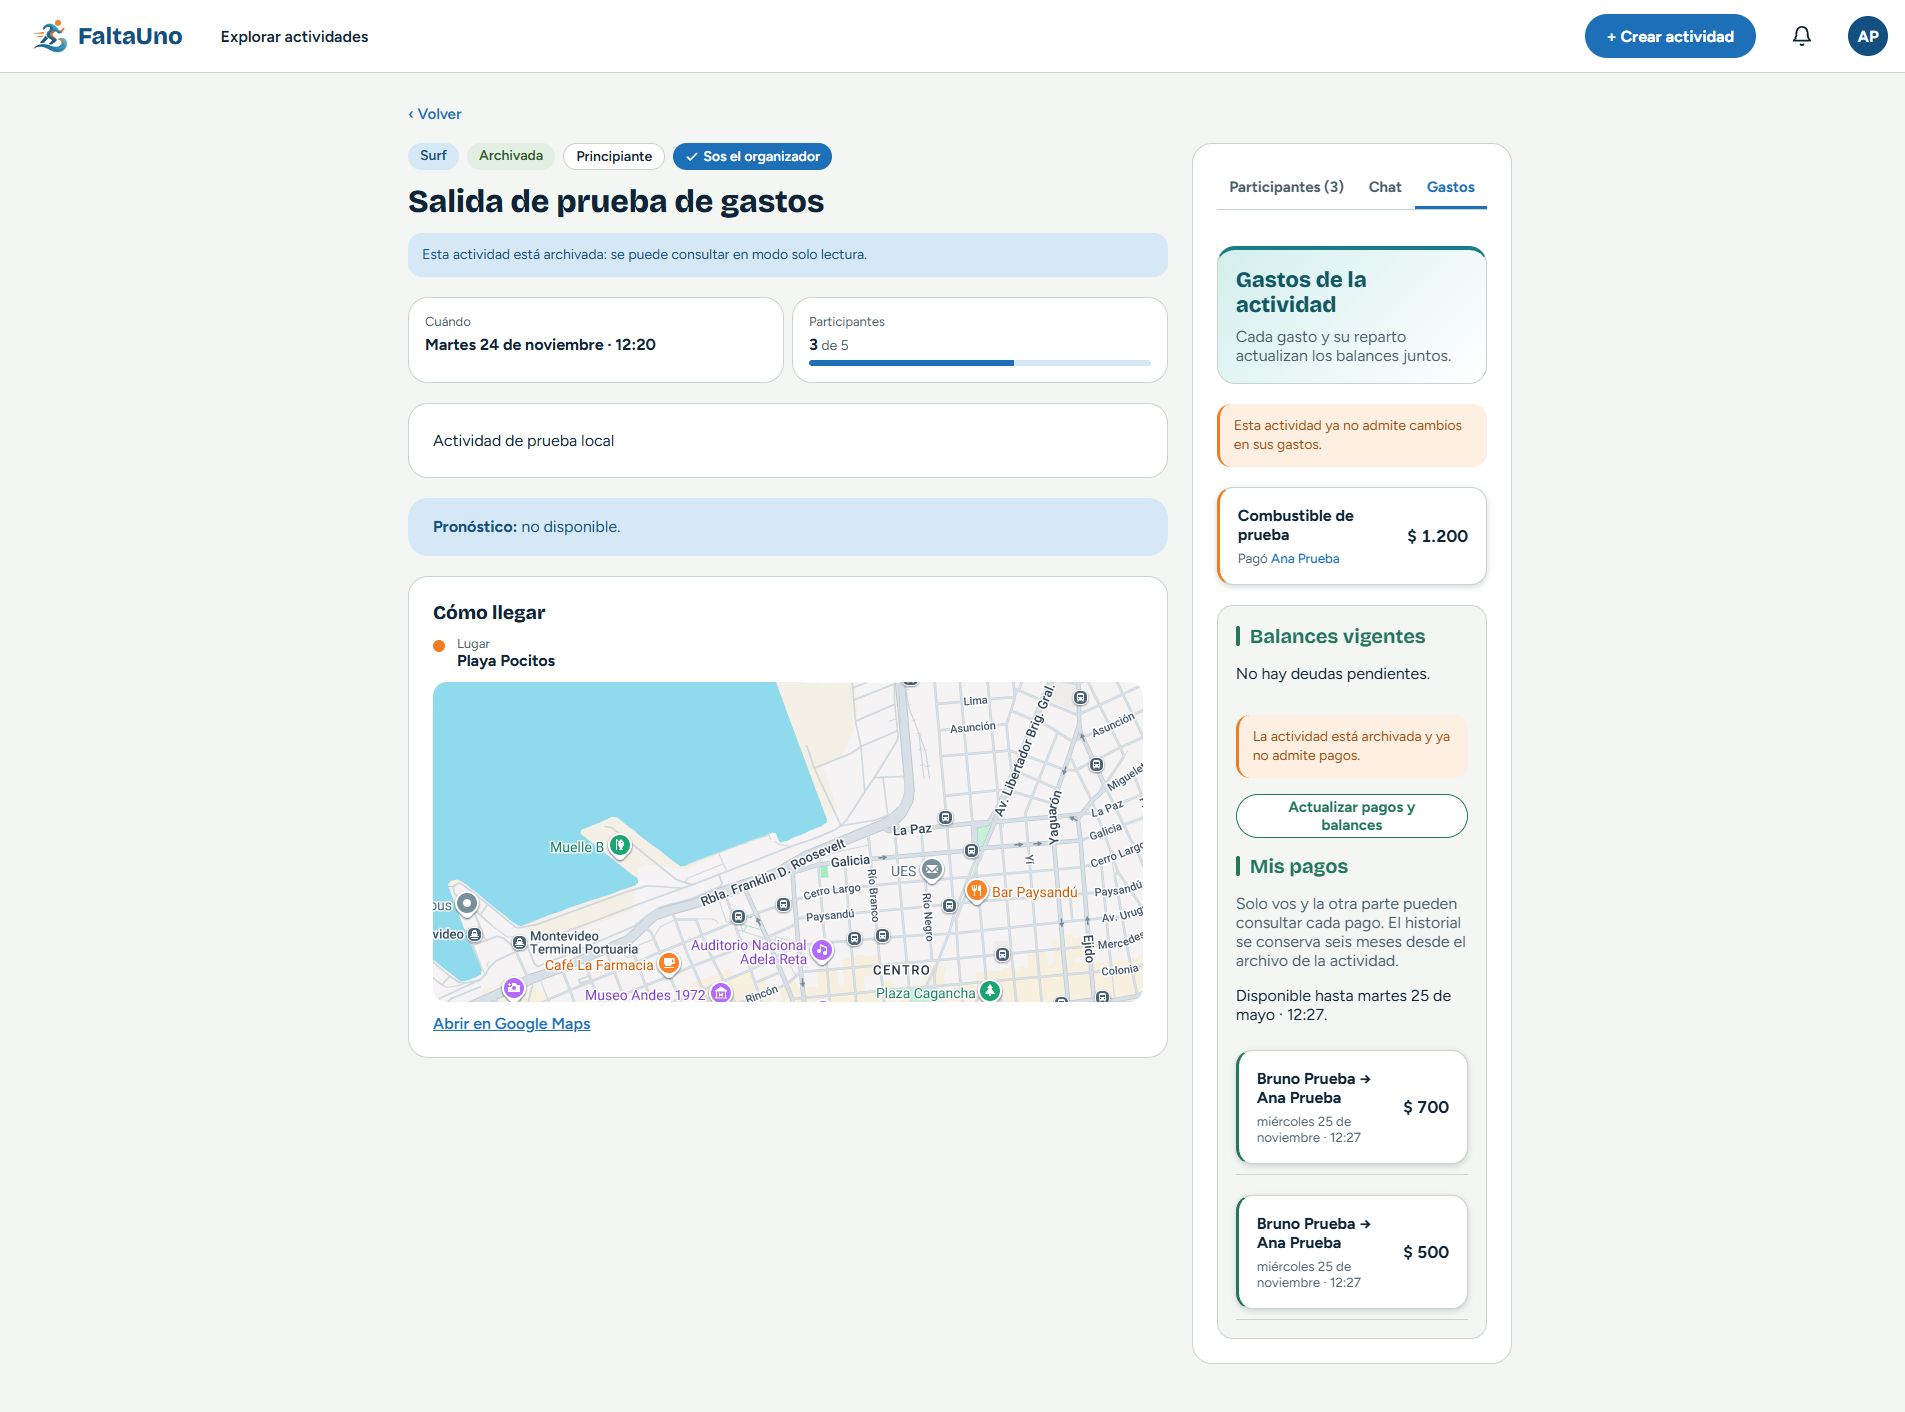 FaltaUno
Explorar actividades
+ Crear actividad
AP
‹ Volver
Surf
Archivada
Principiante
✓ Sos el organizador
Salida de prueba de gastos
Esta actividad está archivada: se puede consultar en modo solo lectura.
Cuándo
Martes 24 de noviembre · 12:20
Participantes
3 de 5
Actividad de prueba local
Pronóstico: no disponible.
Cómo llegar
Lugar
Playa Pocitos
Lima
Asunción
Av. Libertador Brig. Gral.
Asunción
Miguelet
La Paz
Yaguarón
La Paz
Galicia
Cerro Largo
Muelle B
Rbla. Franklin D. Roosevelt
Galicia
UES
Yí
Cerro Largo
Río Branco
Paysandú
Río Negro
Bar Paysandú
Paysandú
Av. Urug
ous
video
Montevideo
Terminal Portuaria
Auditorio Nacional
Adela Reta
Ejido
Mercedes
Café La Farmacia
CENTRO
Colonia
Museo Andes 1972
Rincón
Plaza Cagancha
Abrir en Google Maps
Participantes (3)
Chat
Gastos
Gastos de la
actividad
Cada gasto y su reparto
actualizan los balances juntos.
Esta actividad ya no admite cambios
en sus gastos.
Combustible de
prueba
$ 1.200
Pagó Ana Prueba
Balances vigentes
No hay deudas pendientes.
La actividad está archivada y ya
no admite pagos.
Actualizar pagos y
balances
Mis pagos
Solo vos y la otra parte pueden
consultar cada pago. El historial
se conserva seis meses desde el
archivo de la actividad.
Disponible hasta martes 25 de
mayo · 12:27.
Bruno Prueba →
Ana Prueba
$ 700
miércoles 25 de
noviembre · 12:27
Bruno Prueba →
Ana Prueba
$ 500
miércoles 25 de
noviembre · 12:27